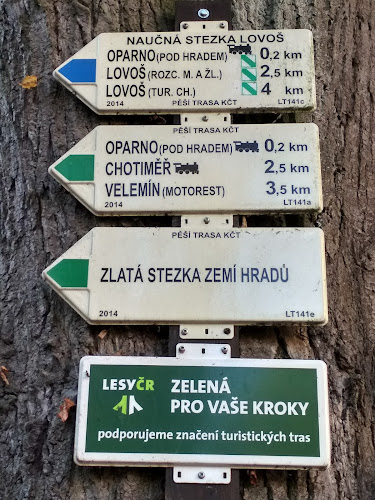 NAUČNÁ STEZKA LOVOŠ
OPARNO (POD HRADEM) 0,2 km
LOVOŠ (ROZC. M. A ŽL.) 2,5 km
LOVOŠ (TUR. CH.) 4 km
2014 PĚŠÍ TRASA KČT LT141c
PĚŠÍ TRASA KČT
OPARNO (POD HRADEM) 0,2 km
CHOTIMĚŘ 2,5 km
VELEMÍN (MOTOREST) 3,5 km
2014 LT141a
PĚŠÍ TRASA KČT
ZLATÁ STEZKA ZEMÍ HRADŮ
2014 LT141e
LESYČR ZELENÁ
PRO VAŠE KROKY
podporujeme značení turistických tras